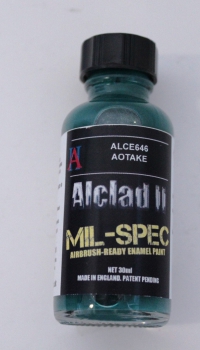 ALCE646
AOTAKE
Alclad II
MIL-SPEC
AIRBRUSH-READY ENAMEL PAINT
NET 30ml
MADE IN ENGLAND. PATENT PENDING